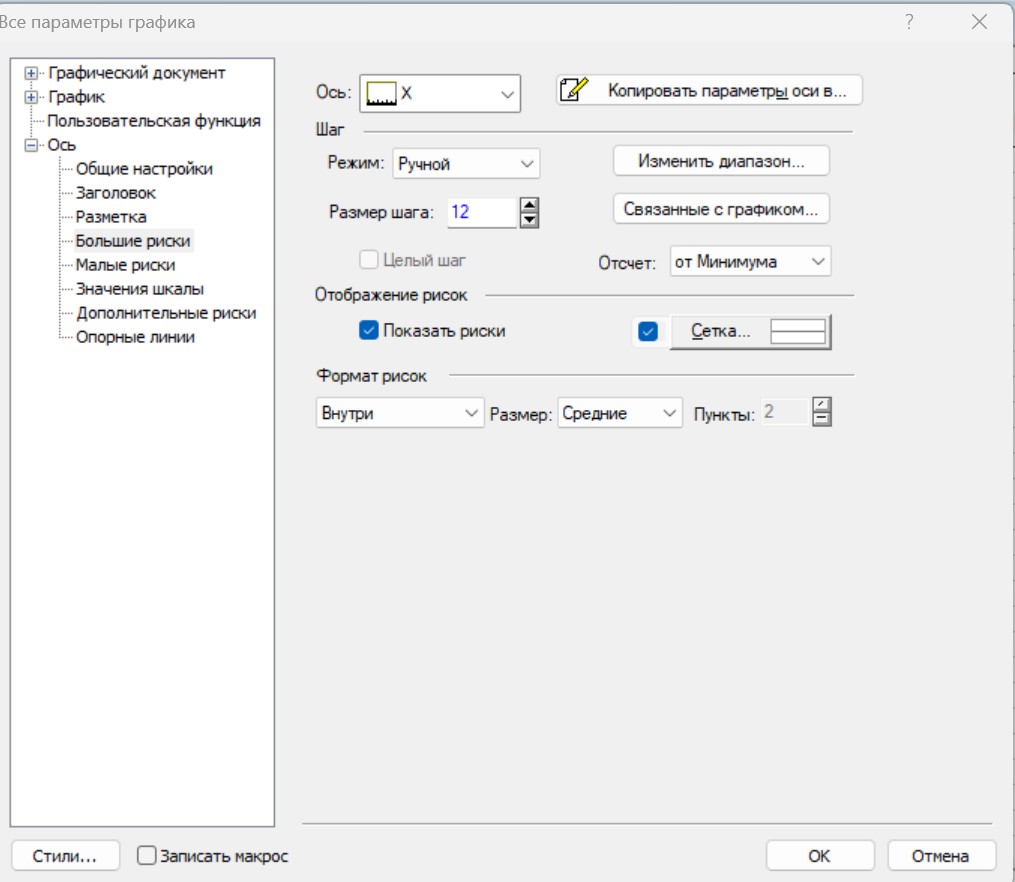 Все параметры графика
?
Графический документ
График
Пользовательская функция
Ось
Общие настройки
Заголовок
Разметка
Большие риски
Малые риски
Значения шкалы
Дополнительные риски
Опорные линии
Ось: X
Копировать параметры оси в...
Шаг
Режим: Ручной
Изменить диапазон...
Размер шага: 12
Связанные с графиком...
Целый шаг
Отсчет: от Минимума
Отображение рисок
Показать риски
Сетка...
Формат рисок
Внутри Размер: Средние Пункты: 2
Стили...
Записать макрос
OK
Отмена